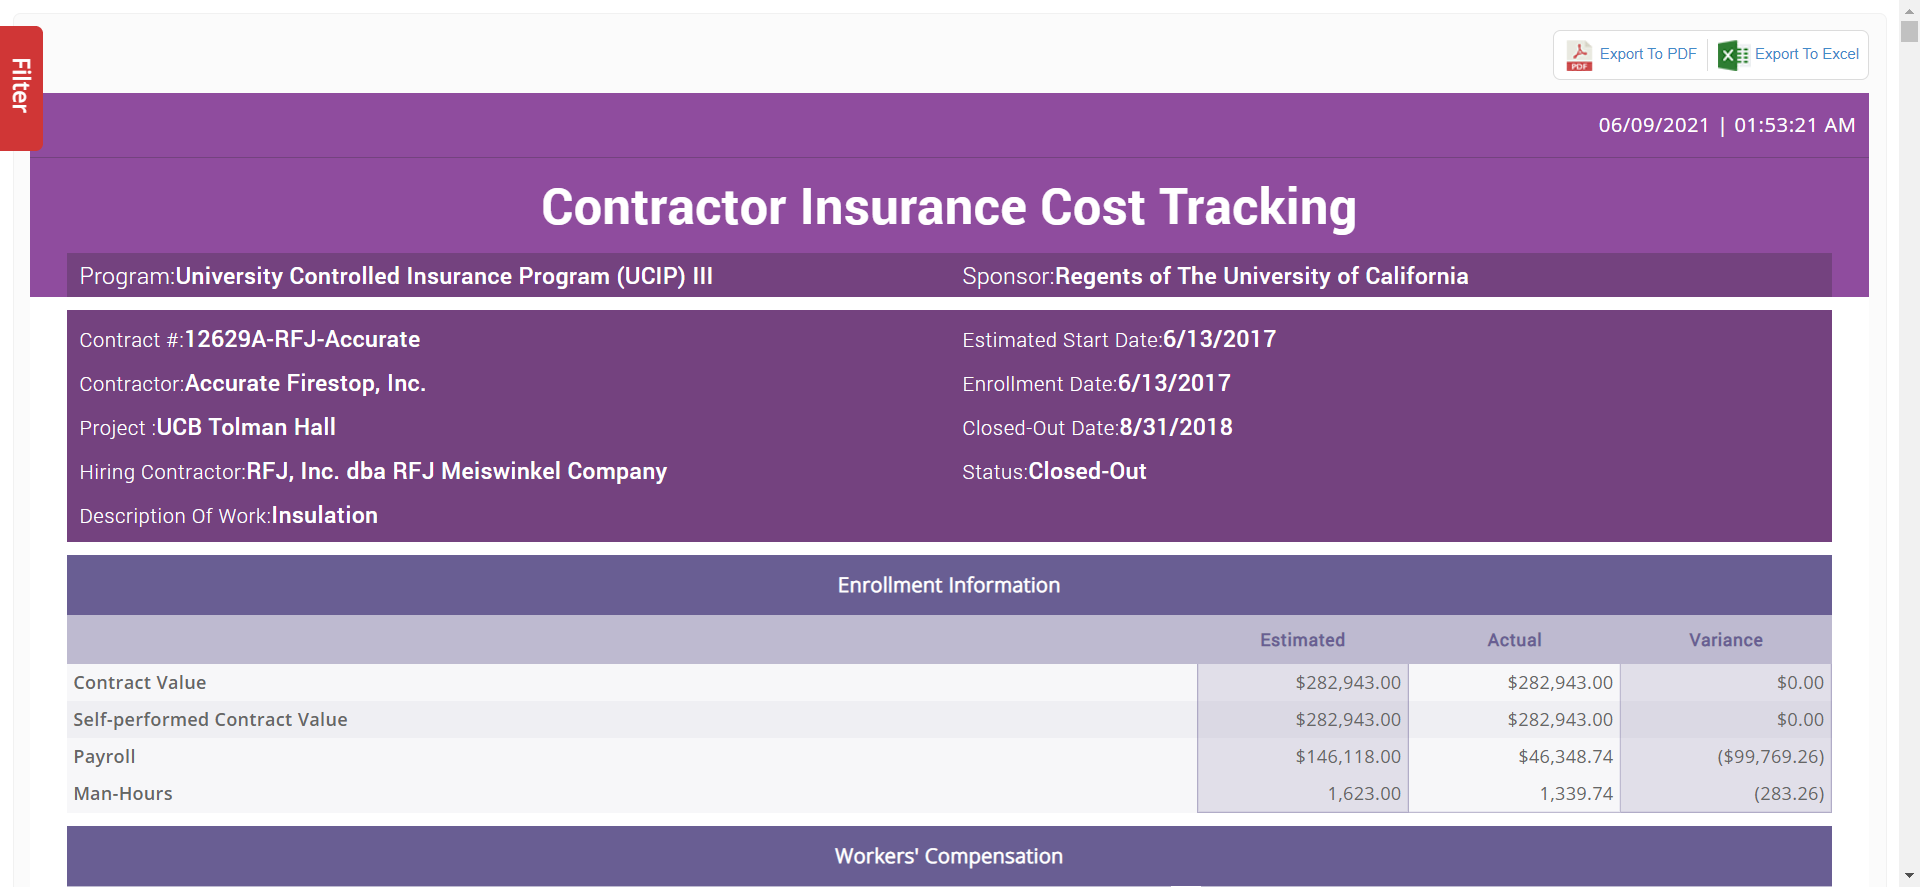 Filter
Export To PDF
Export To Excel
PDF
06/09/2021 | 01:53:21 AM
Contractor Insurance Cost Tracking
Program:University Controlled Insurance Program (UCIP) III
Sponsor:Regents of The University of California
Contract #:12629A-RFJ-Accurate
Estimated Start Date:6/13/2017
Contractor:Accurate Firestop, Inc.
Enrollment Date:6/13/2017
Project :UCB Tolman Hall
Closed-Out Date:8/31/2018
Hiring Contractor:RFJ, Inc. dba RFJ Meiswinkel Company
Status:Closed-Out
Description Of Work:Insulation
Enrollment Information
Estimated Actual Variance
Contract Value $282,943.00 $282,943.00 $0.00
Self-performed Contract Value $282,943.00 $282,943.00 $0.00
Payroll $146,118.00 $46,348.74 ($99,769.26)
Man-Hours 1,623.00 1,339.74 (283.26)
Workers' Compensation